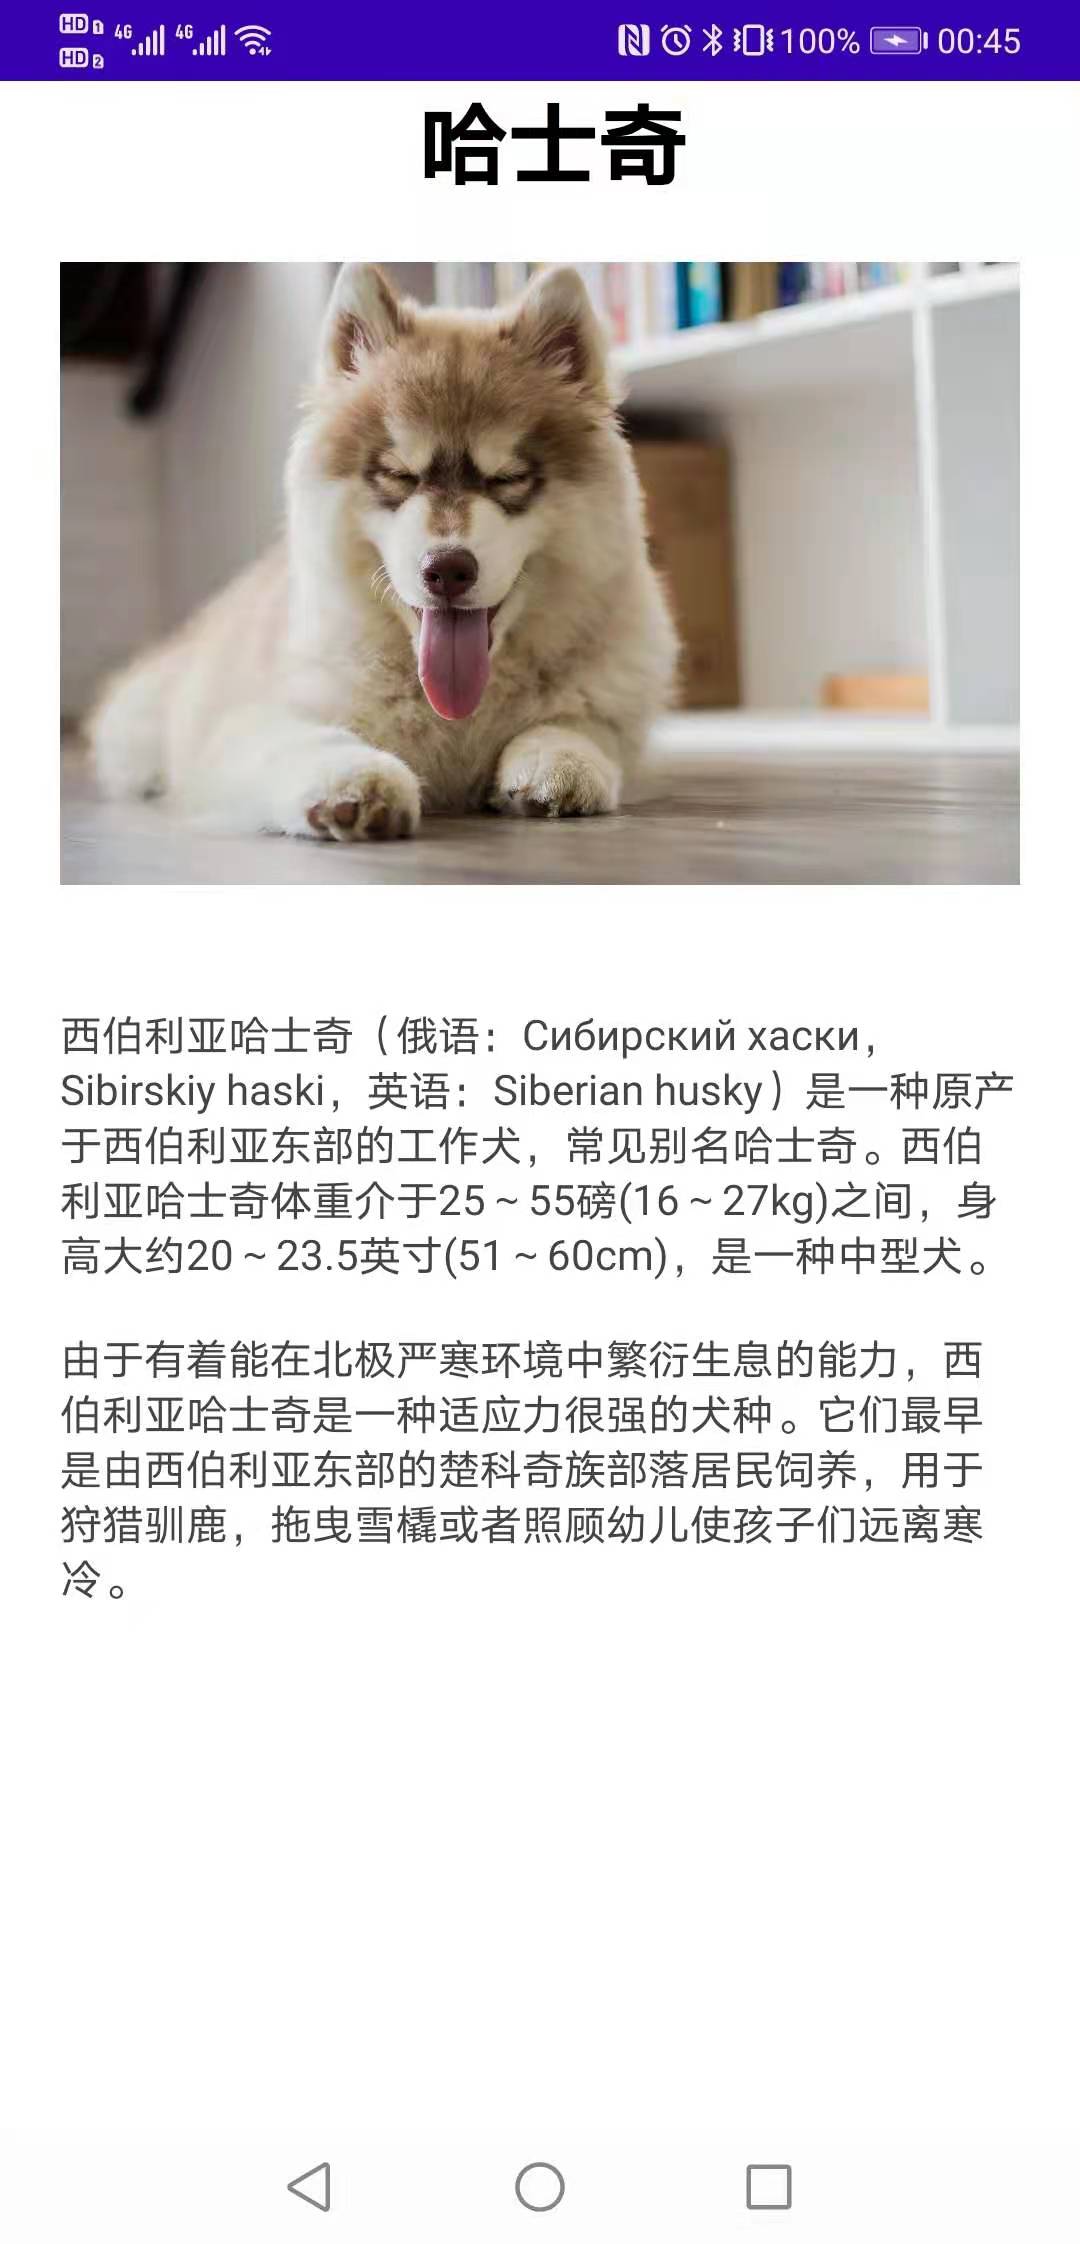 HD 1 4G 4G
HD 2
100% 00:45
哈士奇
西伯利亚哈士奇（俄语：Сибирский хаски，
Sibirskiy haski，英语：Siberian husky）是一种原产
于西伯利亚东部的工作犬，常见别名哈士奇。西伯
利亚哈士奇体重介于25～55磅(16～27kg)之间，身
高大约20～23.5英寸(51～60cm)，是一种中型犬。
由于有着能在北极严寒环境中繁衍生息的能力，西
伯利亚哈士奇是一种适应力很强的犬种。它们最早
是由西伯利亚东部的楚科奇族部落居民饲养，用于
狩猎驯鹿，拖曳雪橇或者照顾幼儿使孩子们远离寒
冷。